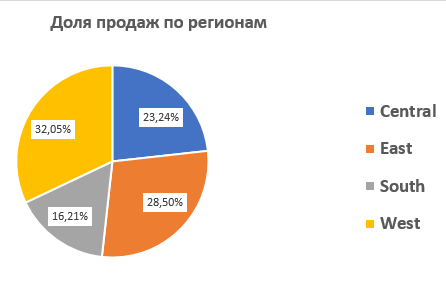 Доля продаж по регионам
23,24%
32,05%
28,50%
16,21%
Central
East
South
West